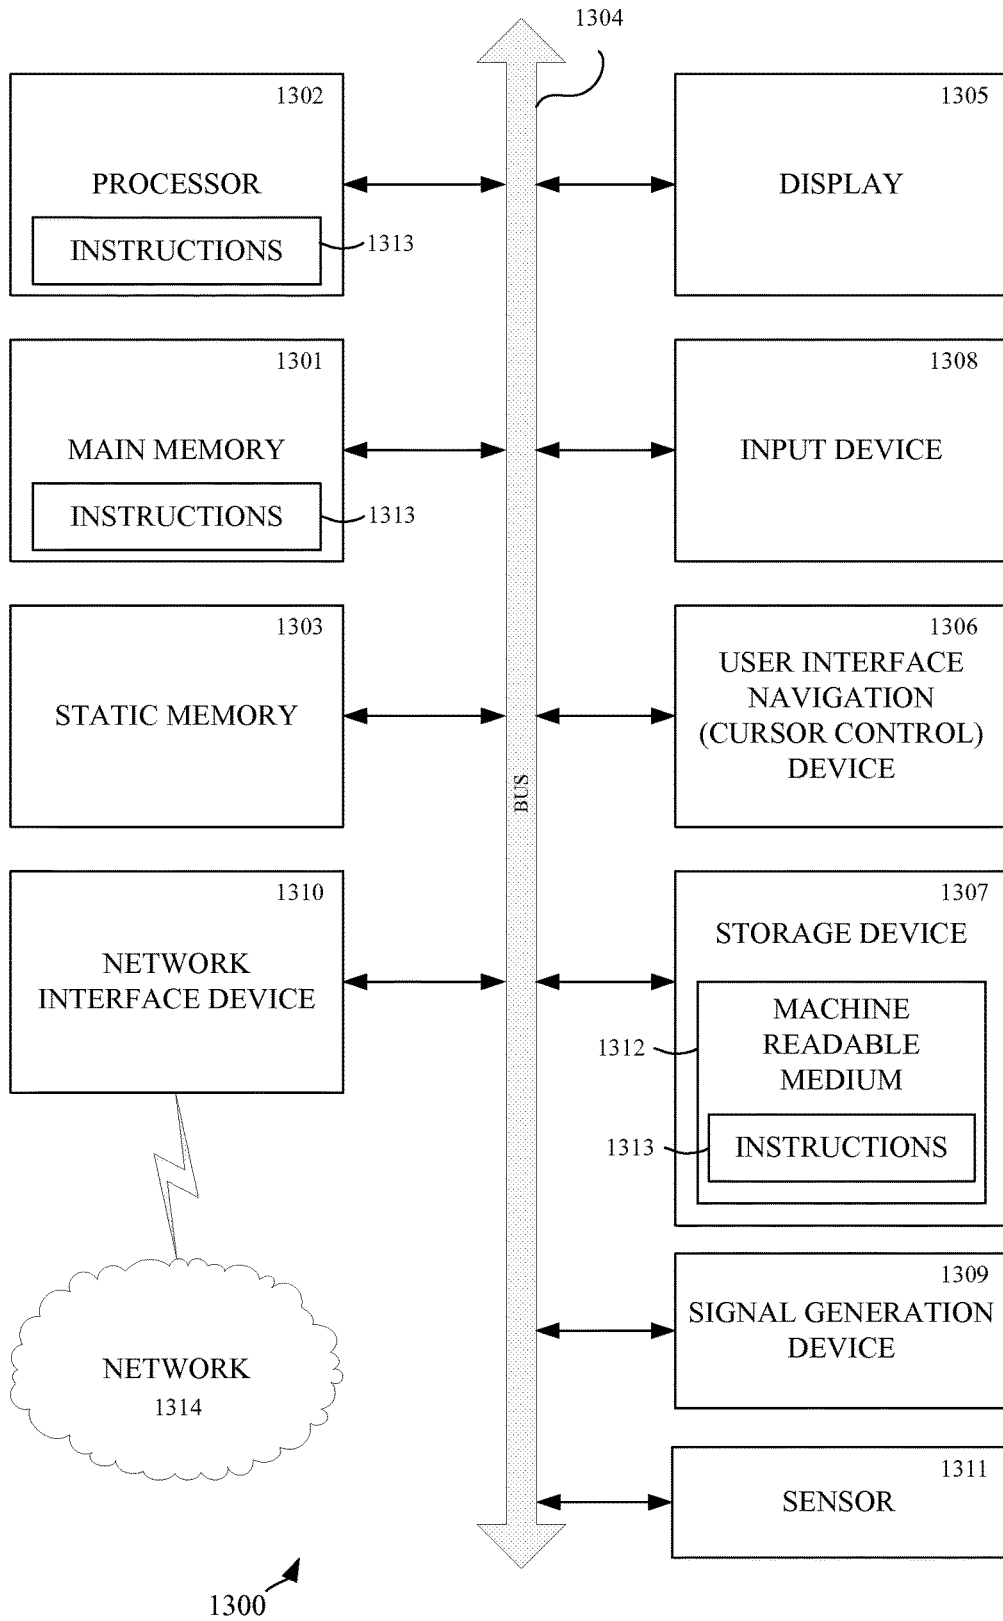 1304
1302
PROCESSOR
INSTRUCTIONS
1313
1305
DISPLAY
1301
MAIN MEMORY
INSTRUCTIONS
1313
1308
INPUT DEVICE
1303
STATIC MEMORY
1306
USER INTERFACE
NAVIGATION
(CURSOR CONTROL)
DEVICE
BUS
1310
NETWORK
INTERFACE DEVICE
1307
STORAGE DEVICE
MACHINE
READABLE
MEDIUM
1312
INSTRUCTIONS
1313
NETWORK
1314
1309
SIGNAL GENERATION
DEVICE
1311
SENSOR
1300